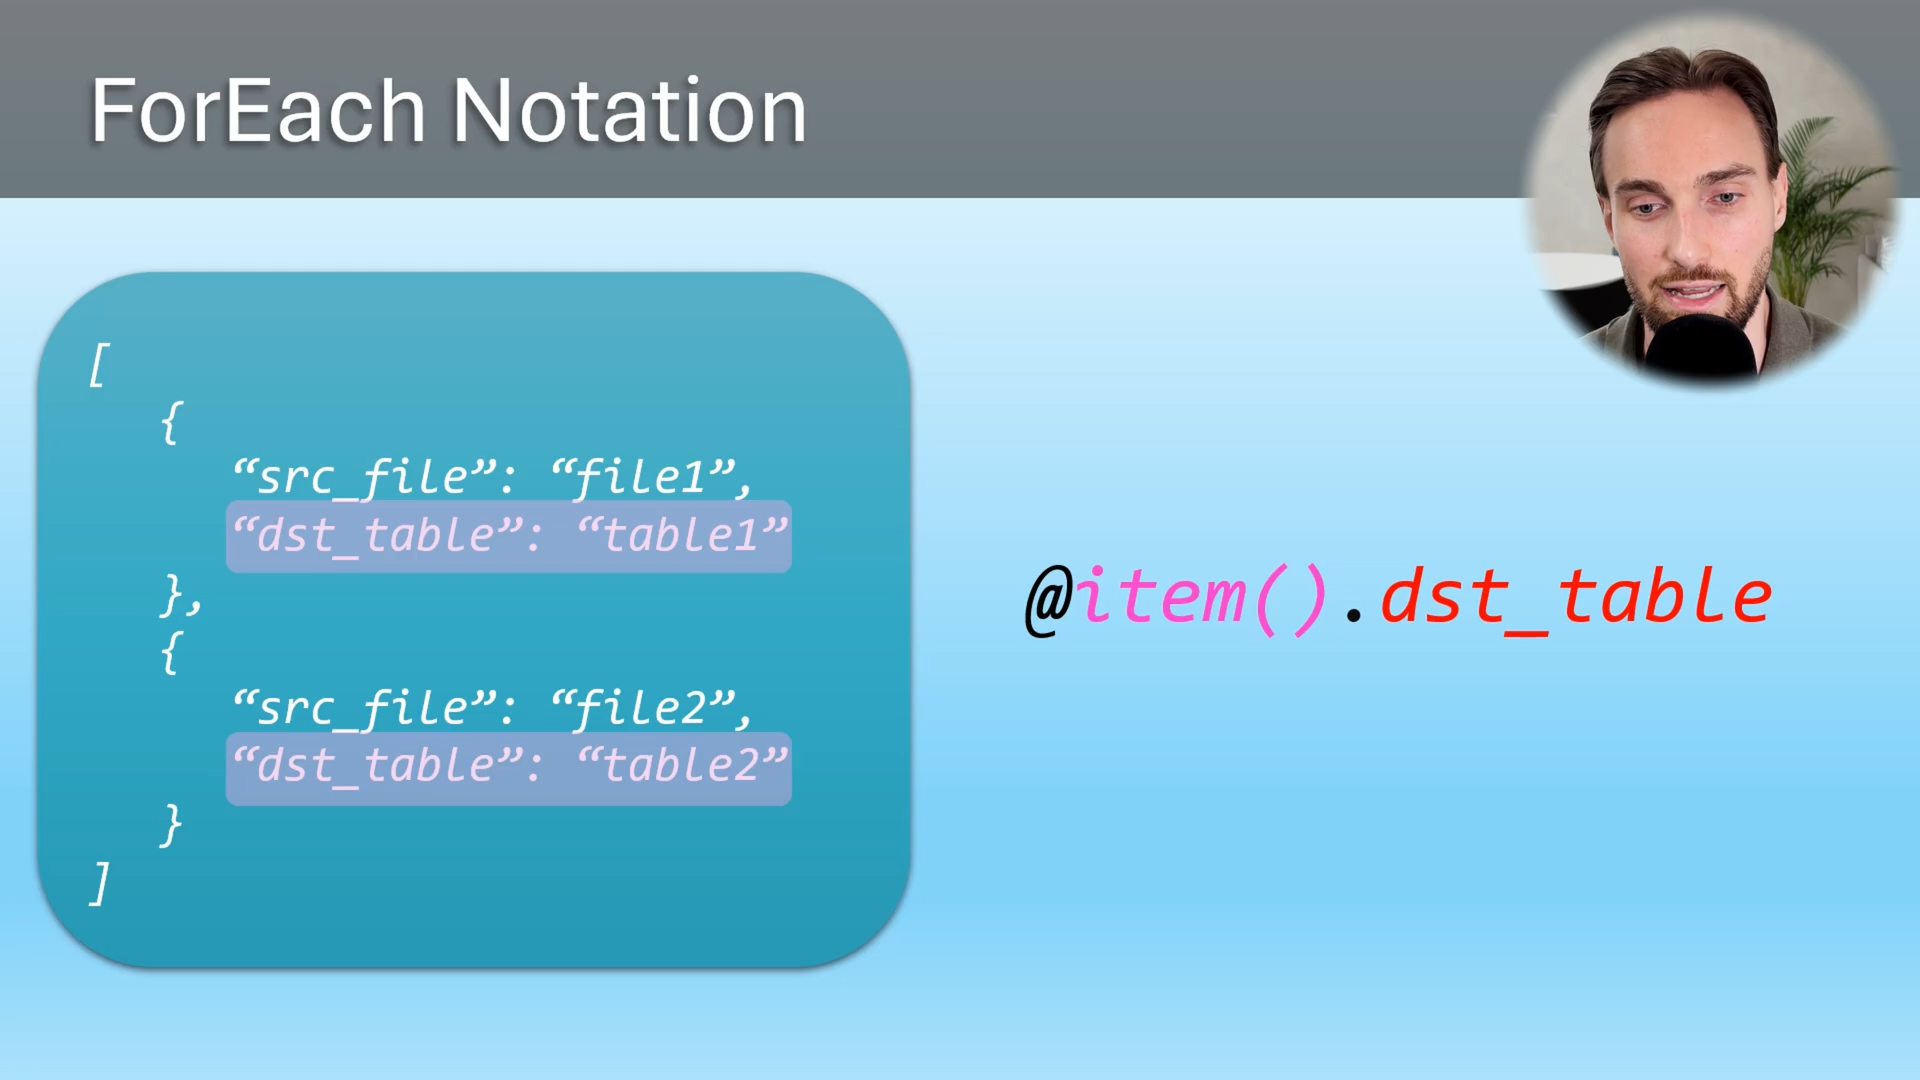 ForEach Notation
[
{
“src_file”: “file1”,
“dst_table”: “table1”
},
{
“src_file”: “file2”,
“dst_table”: “table2”
}
]
@item().dst_table